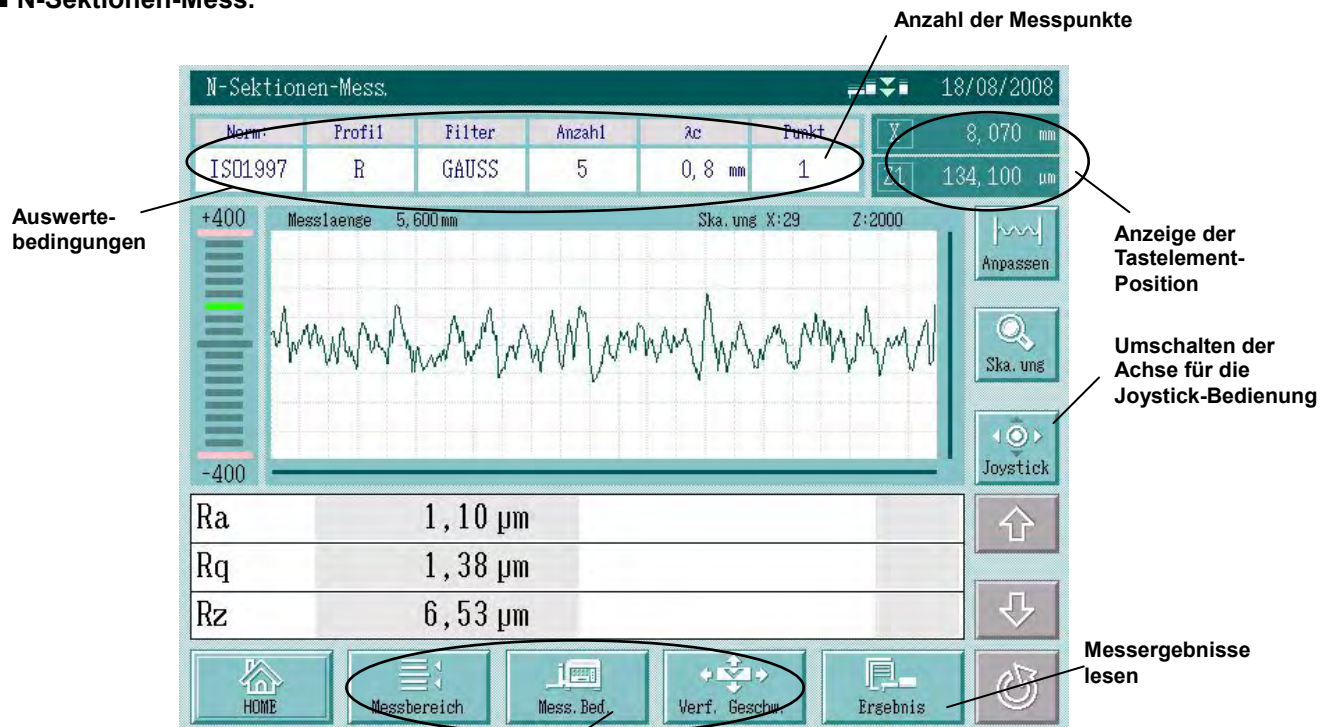 ■ N-Sektionen-Mess.
Anzahl der Messpunkte
N-Sektionen-Mess. 18/08/2008
Norm. Profil Filter Anzahl λc Punkt X 8,070 mm
ISO1997 R GAUSS 5 0,8 mm 1 Z1 134,100 µm
Auswerte-
bedingungen
+400 Messlaenge 5,600 mm Ska.ung X:29 Z:2000
-400
Anpassen
Ska.ung
Joystick
Anzeige der
Tastelement-
Position
Umschalten der
Achse für die
Joystick-Bedienung
Ra 1,10 µm
Rq 1,38 µm
Rz 6,53 µm
HOME Messbereich Mess.Bed. Verf. Geschw. Ergebnis
Messergebnisse
lesen